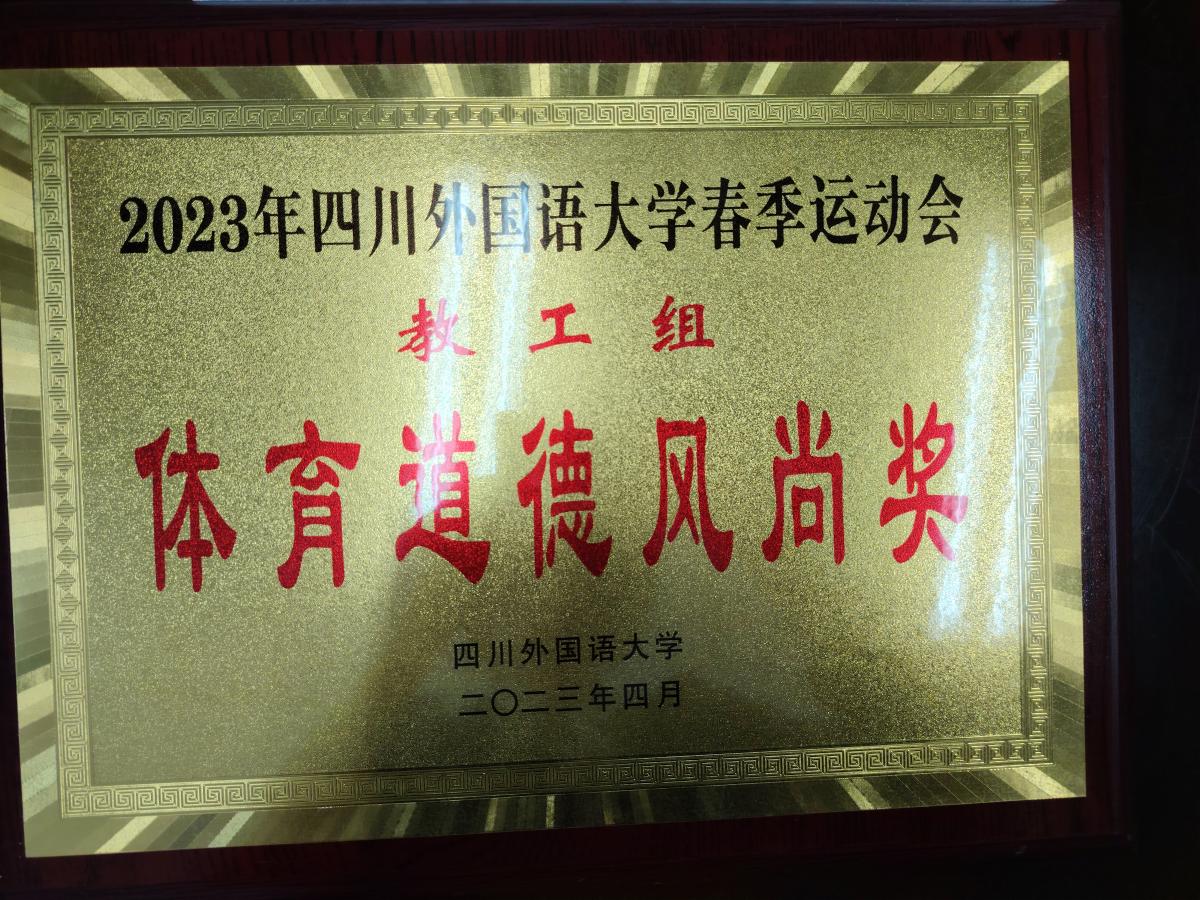 2023年四川外国语大学春季运动会
教工组
体育道德风尚奖
四川外国语大学
二〇二三年四月